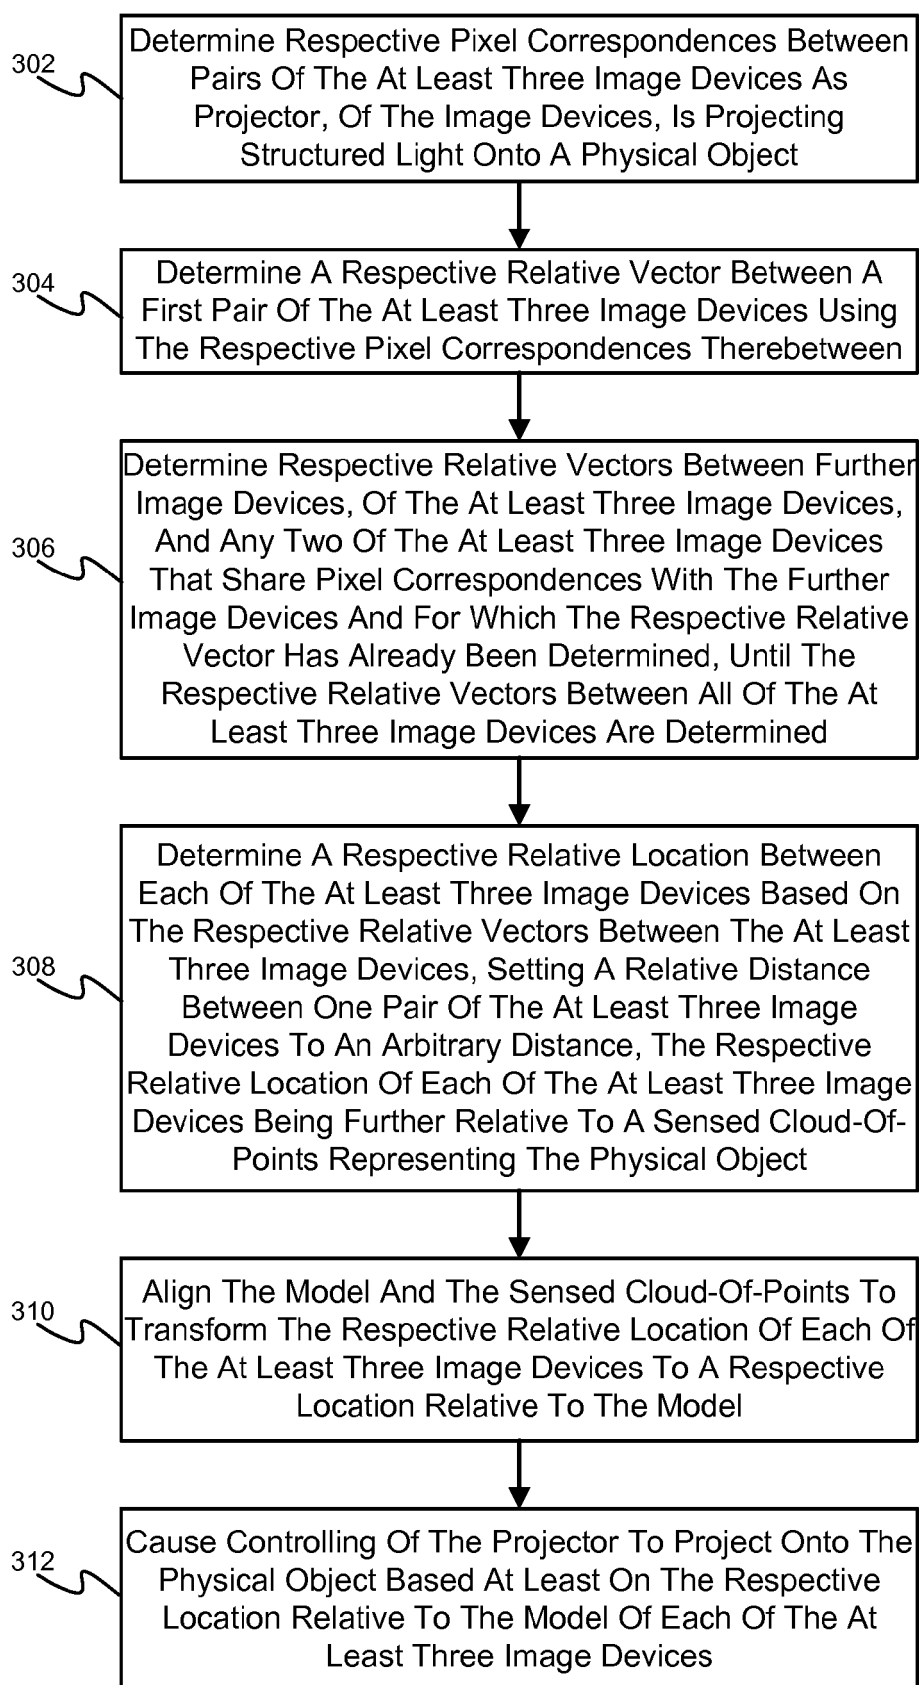 302
Determine Respective Pixel Correspondences Between
Pairs Of The At Least Three Image Devices As
Projector, Of The Image Devices, Is Projecting
Structured Light Onto A Physical Object
304
Determine A Respective Relative Vector Between A
First Pair Of The At Least Three Image Devices Using
The Respective Pixel Correspondences Therebetween
306
Determine Respective Relative Vectors Between Further
Image Devices, Of The At Least Three Image Devices,
And Any Two Of The At Least Three Image Devices
That Share Pixel Correspondences With The Further
Image Devices And For Which The Respective Relative
Vector Has Already Been Determined, Until The
Respective Relative Vectors Between All Of The At
Least Three Image Devices Are Determined
308
Determine A Respective Relative Location Between
Each Of The At Least Three Image Devices Based On
The Respective Relative Vectors Between The At Least
Three Image Devices, Setting A Relative Distance
Between One Pair Of The At Least Three Image
Devices To An Arbitrary Distance, The Respective
Relative Location Of Each Of The At Least Three Image
Devices Being Further Relative To A Sensed Cloud-Of-
Points Representing The Physical Object
310
Align The Model And The Sensed Cloud-Of-Points To
Transform The Respective Relative Location Of Each Of
The At Least Three Image Devices To A Respective
Location Relative To The Model
312
Cause Controlling Of The Projector To Project Onto The
Physical Object Based At Least On The Respective
Location Relative To The Model Of Each Of The At
Least Three Image Devices